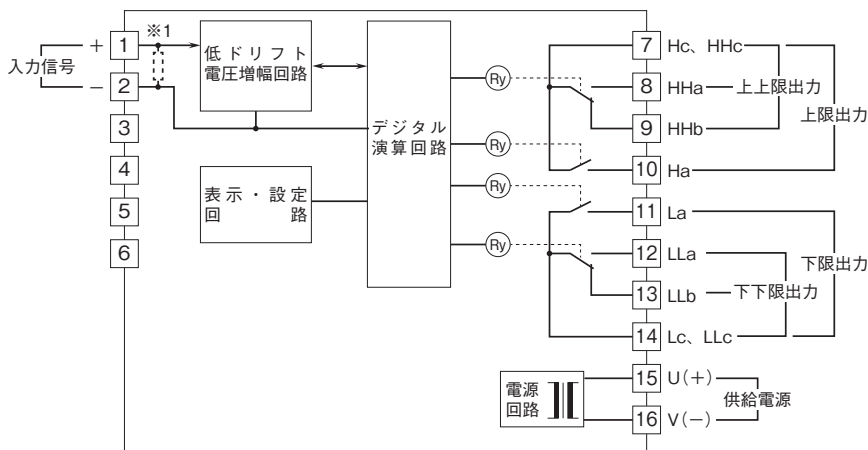 ※1
入力信号
+
−
1
2
3
4
5
6
低ドリフト
電圧増幅回路
デジタル
演算回路
表示・設定
回路
Ry
Ry
Ry
Ry
7 Hc、HHc
8 HHa
上上限出力
9 HHb
上限出力
10 Ha
11 La
12 LLa
下限出力
13 LLb
下下限出力
14 Lc、LLc
電源
回路
15 U(+)
供給電源
16 V(−)